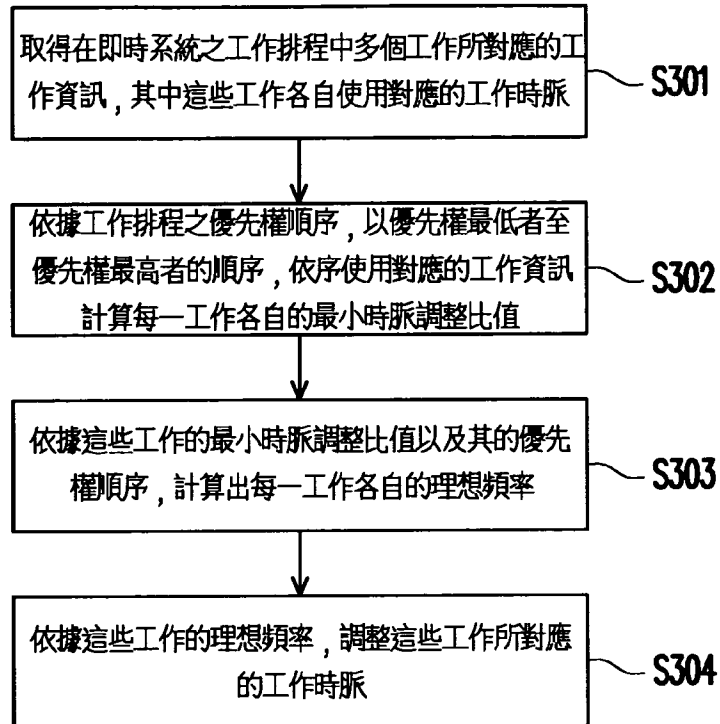 取得在即時系統之工作排程中多個工作所對應的工
作資訊，其中這些工作各自使用對應的工作時脈
S301
依據工作排程之優先權順序，以優先權最低者至
優先權最高者的順序，依序使用對應的工作資訊
計算每一工作各自的最小時脈調整比值
S302
依據這些工作的最小時脈調整比值以及其的優先
權順序，計算出每一工作各自的理想頻率
S303
依據這些工作的理想頻率，調整這些工作所對應
的工作時脈
S304